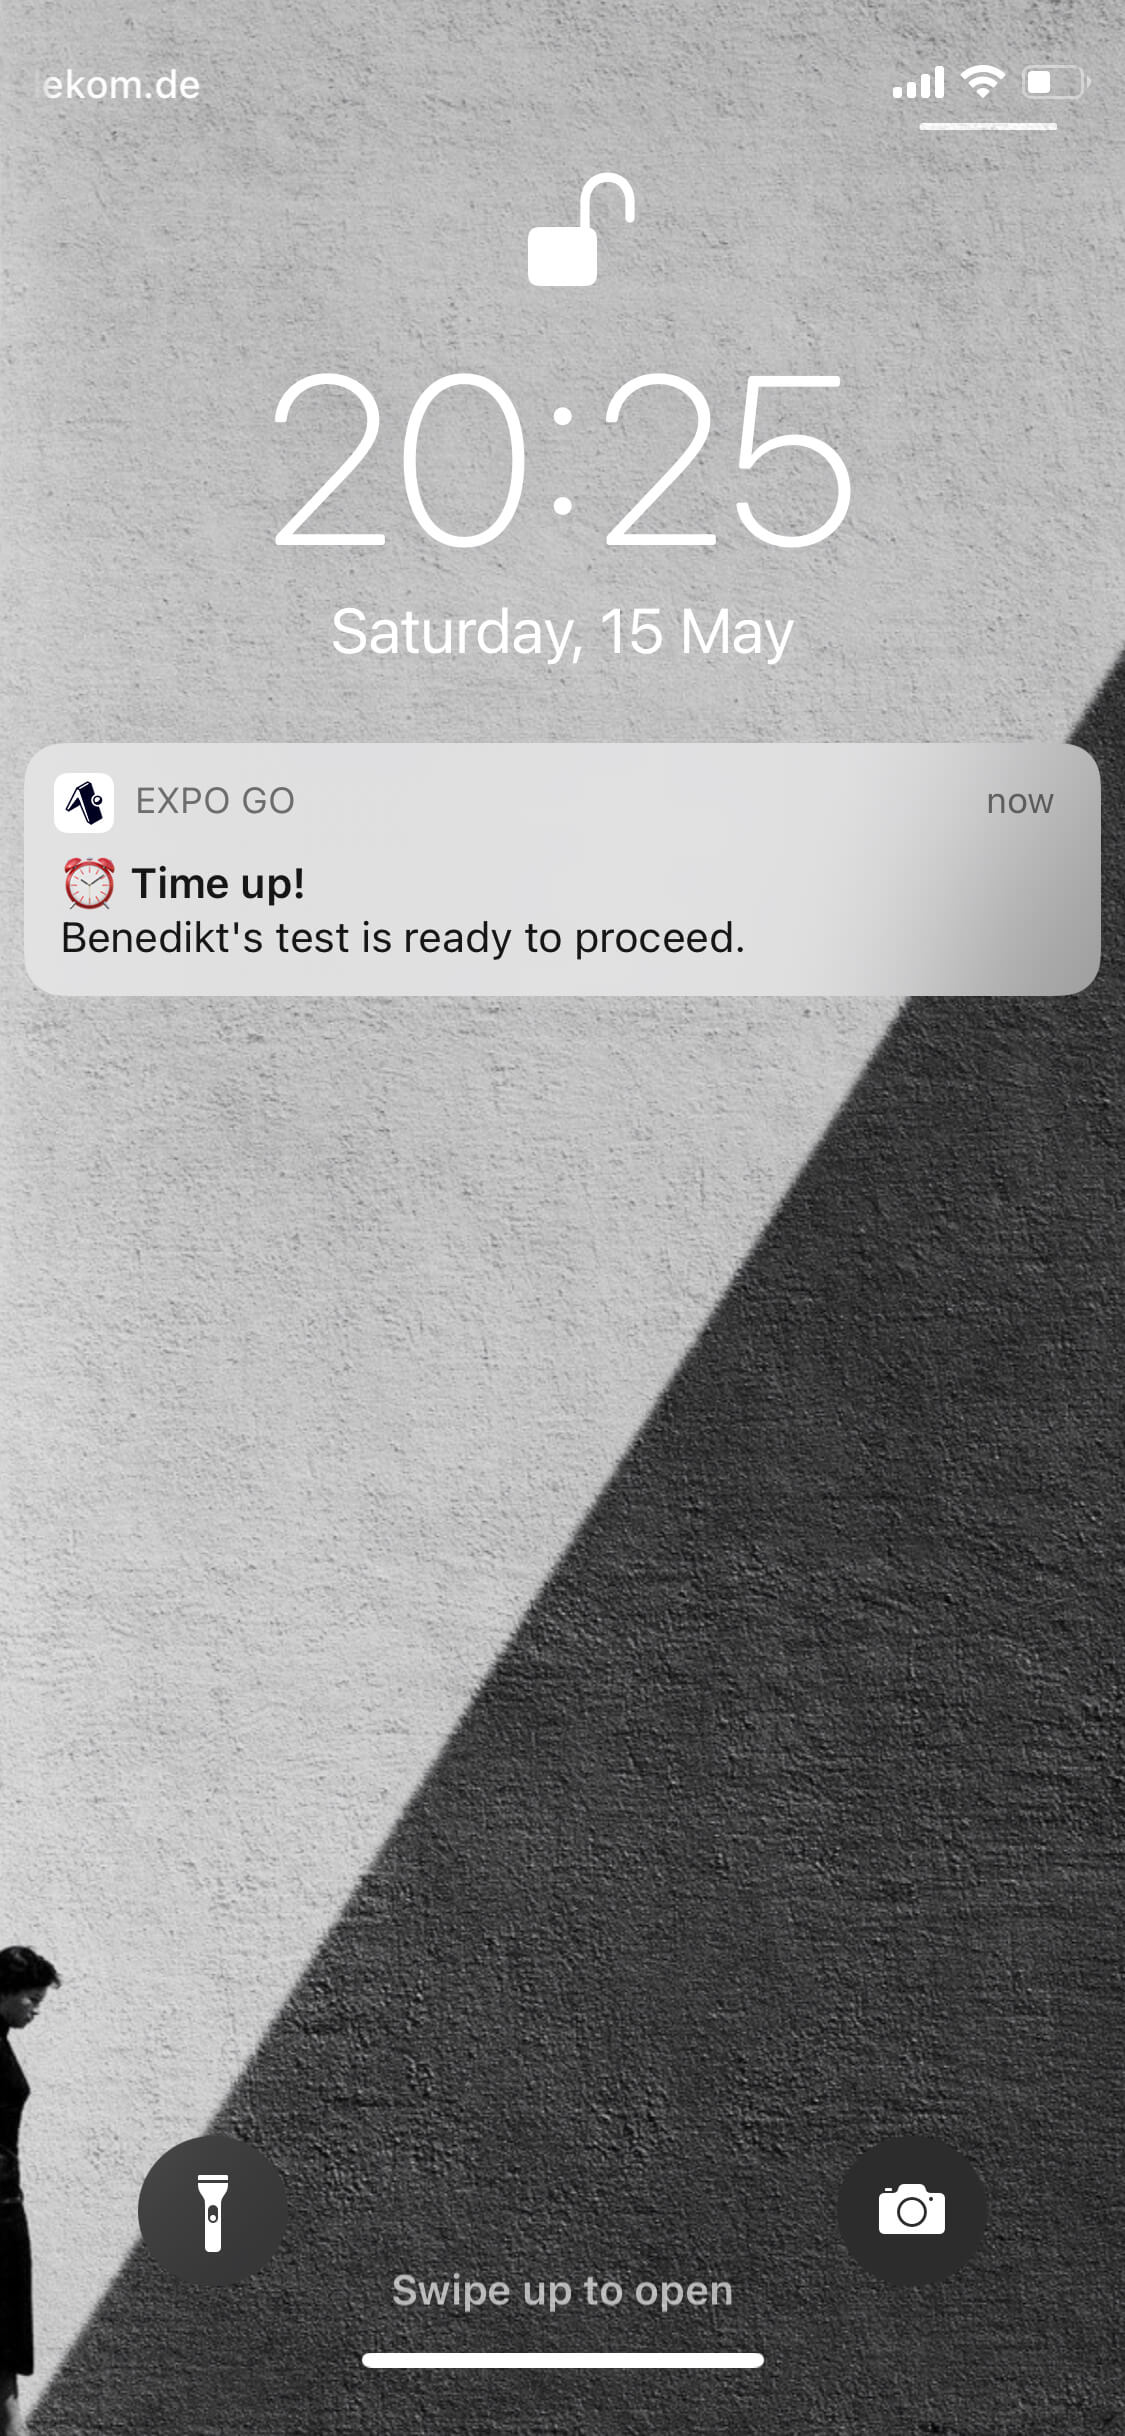 ekom.de
20:25
Saturday, 15 May
EXPO GO
now
⏰ Time up!
Benedikt's test is ready to proceed.
Swipe up to open